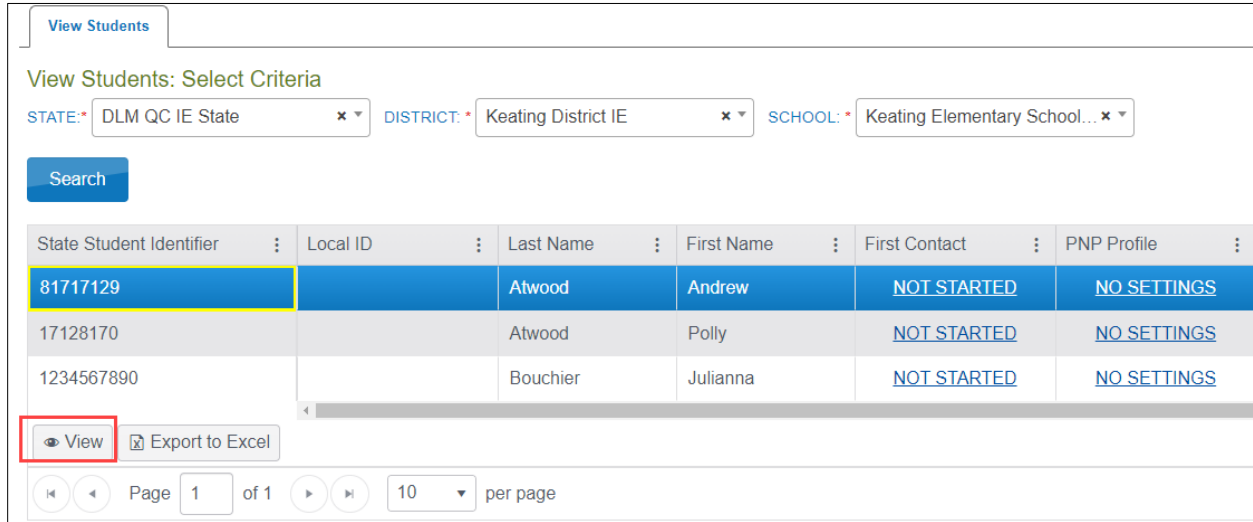 View Students
View Students: Select Criteria
STATE:* DLM QC IE State DISTRICT: * Keating District IE SCHOOL: * Keating Elementary School...
Search
State Student Identifier Local ID Last Name First Name First Contact PNP Profile
81717129 Atwood Andrew NOT STARTED NO SETTINGS
17128170 Atwood Polly NOT STARTED NO SETTINGS
1234567890 Bouchier Julianna NOT STARTED NO SETTINGS
View Export to Excel
Page 1 of 1 10 per page